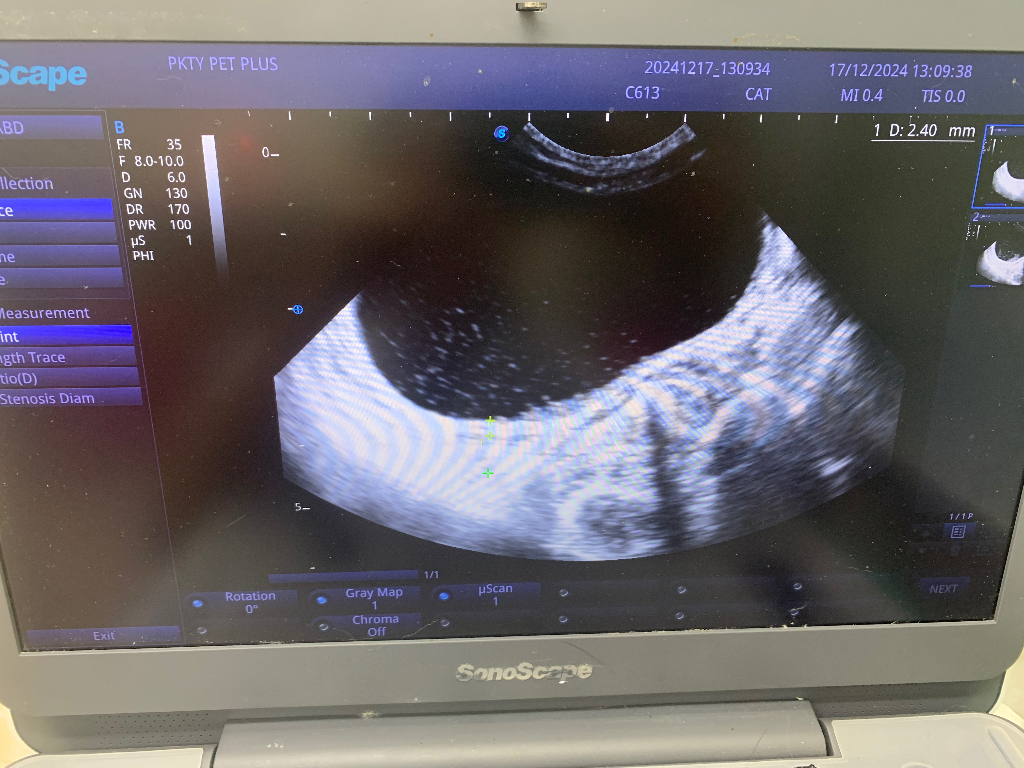 Scape
PKTY PET PLUS
20241217_130934
17/12/2024 13:09:38
C613
CAT
MI 0.4
TIS 0.0
ABD
B
FR 35
F 8.0-10.0
D 6.0
GN 130
DR 170
PWR 100
µS 1
PHI
0
5
1 D: 2.40 mm
1
2
llection
ce
ne
e
Measurement
int
ngth Trace
tio(D)
Stenosis Diam
1/1P
1/1
Rotation
0°
Gray Map
1
µScan
1
Chroma
Off
NEXT
Exit
SonoScape